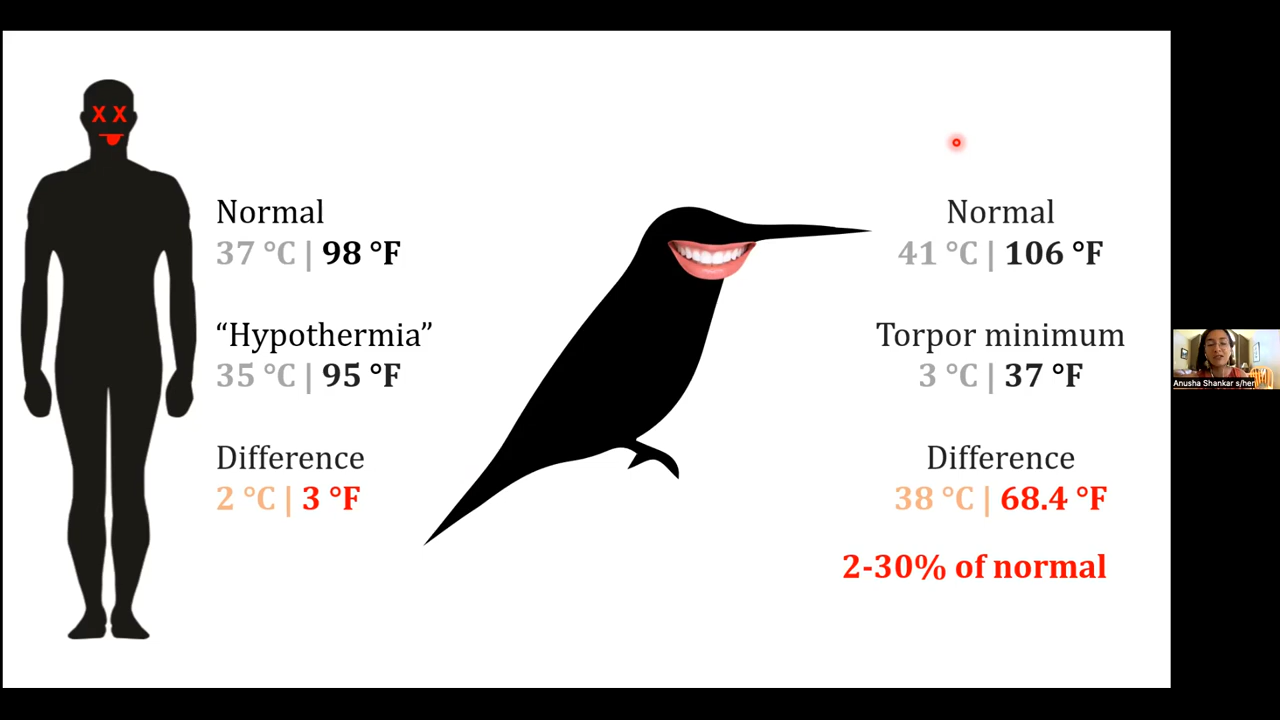 X X
Normal
37 °C | 98 °F
“Hypothermia”
35 °C | 95 °F
Difference
2 °C | 3 °F
Normal
41 °C | 106 °F
Torpor minimum
3 °C | 37 °F
Difference
38 °C | 68.4 °F
2-30% of normal
Anusha Shankar s/her